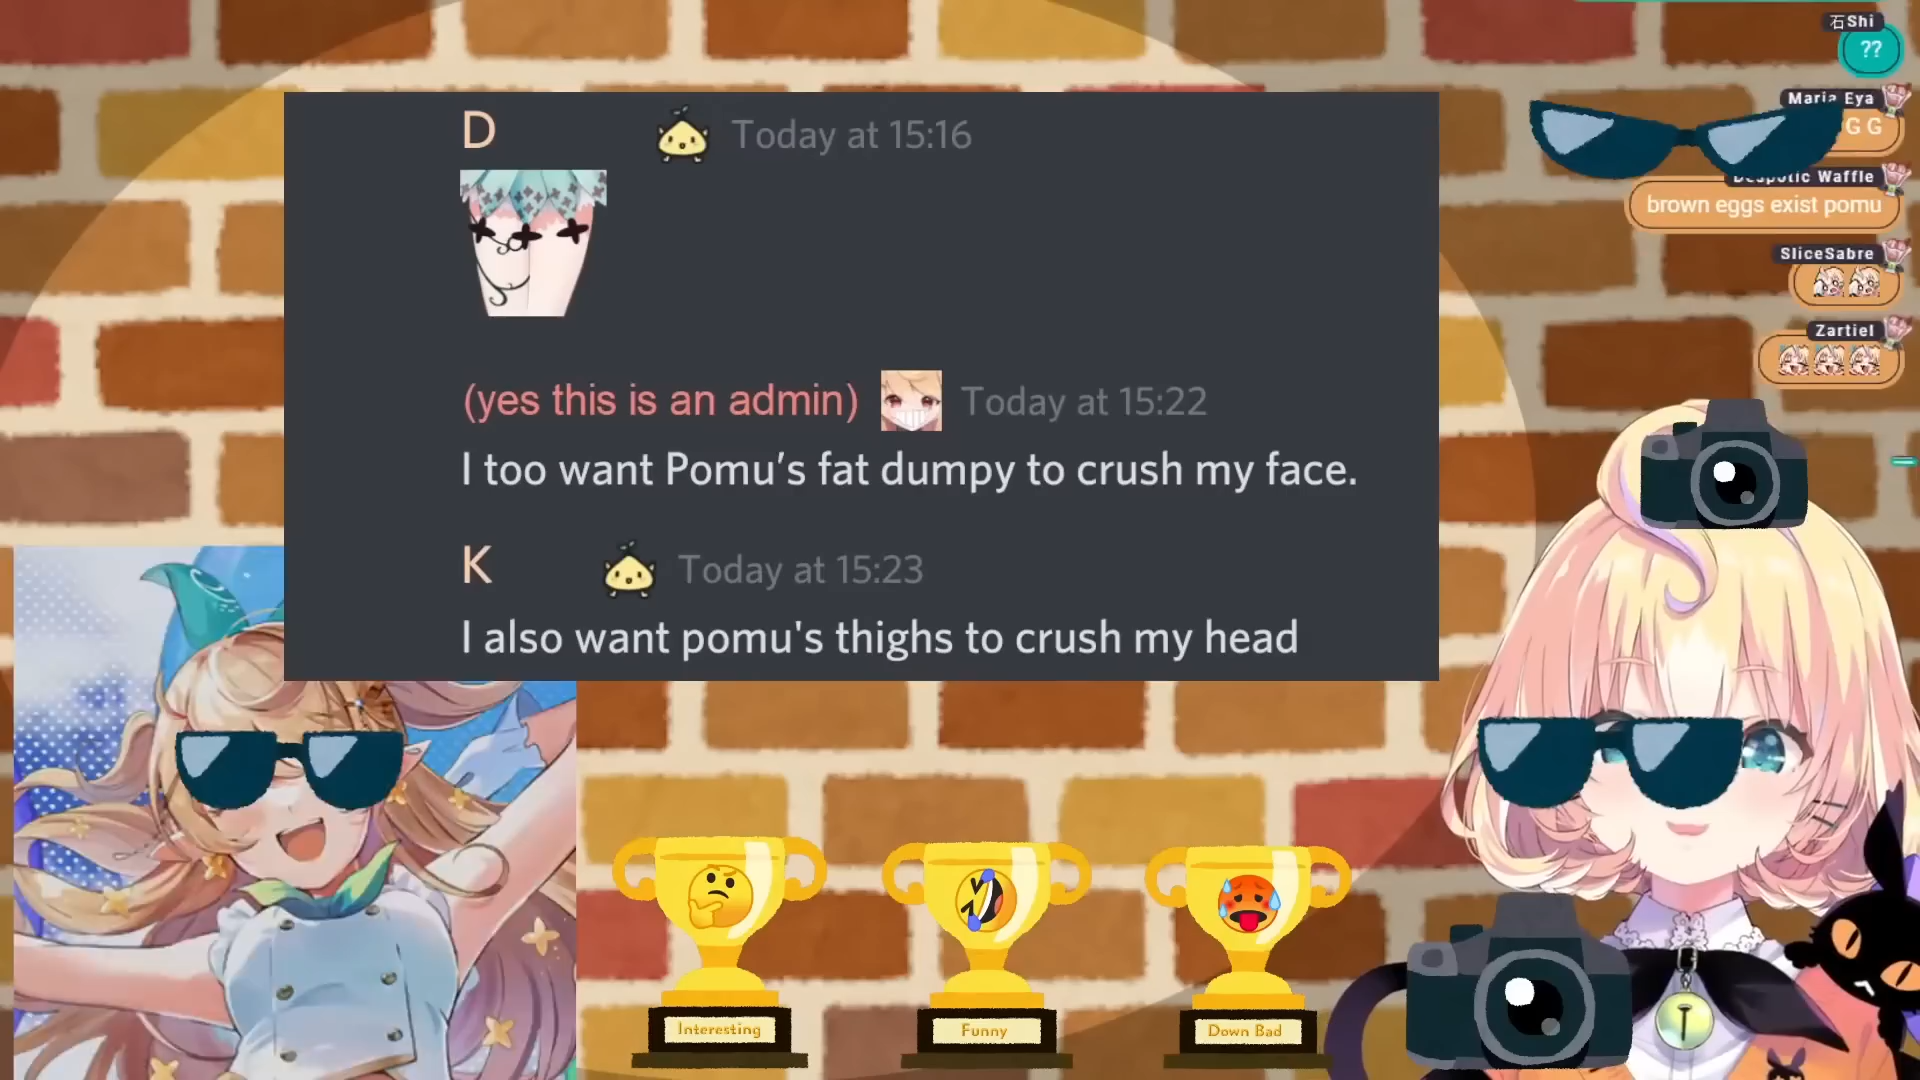 D
Today at 15:16
(yes this is an admin)
Today at 15:22
I too want Pomu’s fat dumpy to crush my face.
K
Today at 15:23
I also want pomu's thighs to crush my head
石Shi
??
Maria Eya
G G
Despotic Waffle
brown eggs exist pomu
SliceSabre
Zartiel
Interesting
Funny
Down Bad